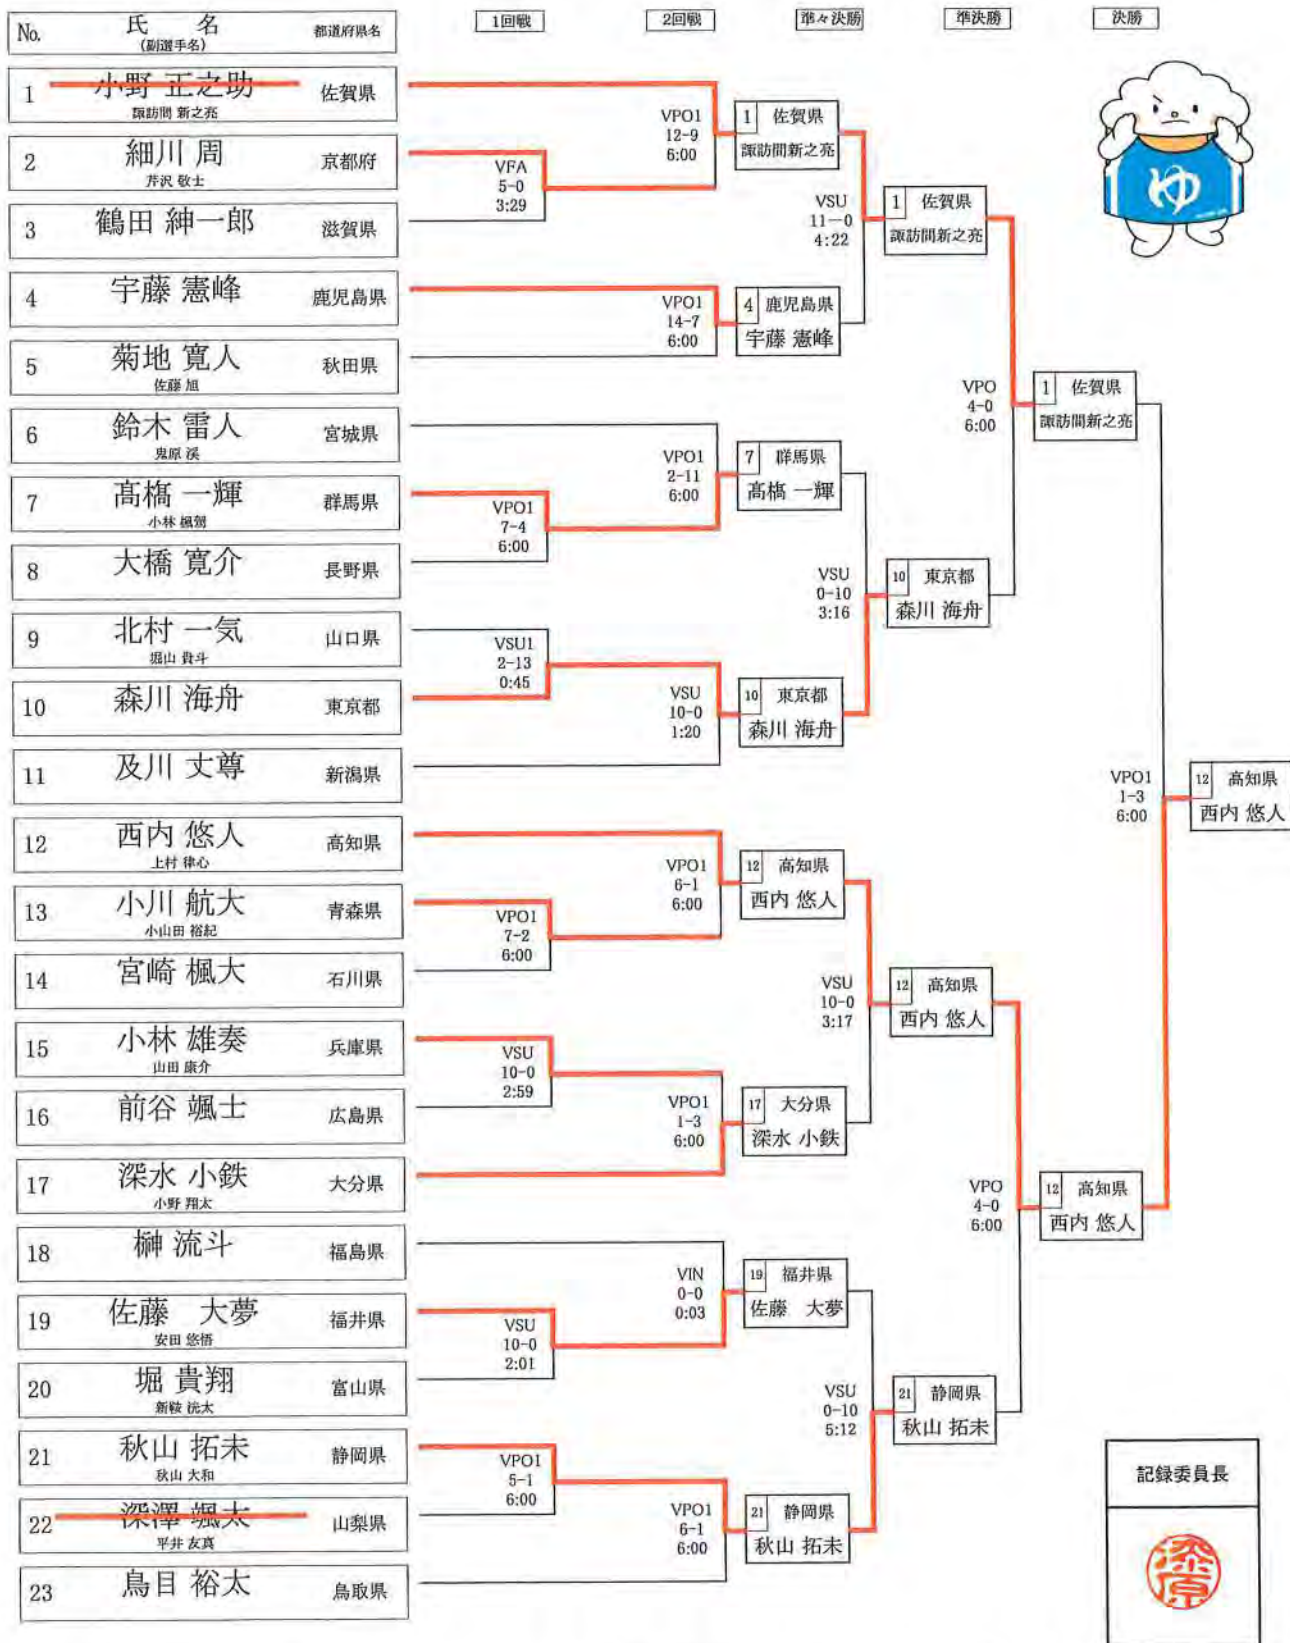 No. 氏 名 都道府県名 1回戦 2回戦 準々決勝 準決勝 決勝
(副選手名)
1 小野 正之助 佐賀県
諏訪間 新之亮
2 細川 周 京都府
芹沢 敬士
3 鶴田 紳一郎 滋賀県
4 宇藤 憲峰 鹿児島県
5 菊地 寛人 秋田県
佐藤 旭
6 鈴木 雷人 宮城県
鬼原 渓
7 髙橋 一輝 群馬県
小林
8 大橋 寛介 長野県
9 北村 一気 山口県
堀山 貴斗
10 森川 海舟 東京都
11 及川 丈尊 新潟県
12 西内 悠人 高知県
上村 律心
13 小川 航大 青森県
小山田 裕紀
14 宮崎 楓大 石川県
15 小林 雄奏 兵庫県
山田 康介
16 前谷 颯士 広島県
17 深水 小鉄 大分県
小野 翔太
18 榊 流斗 福島県
19 佐藤 大夢 福井県
安田 悠悟
20 堀 貴翔 富山県
新鞍 洸太
21 秋山 拓未 静岡県
秋山 大和
22 深澤 颯太 山梨県
平井 友真
23 鳥目 裕太 鳥取県
VFA
5-0
3:29
VPO1
7-4
6:00
VSU1
2-13
0:45
VPO1
7-2
6:00
VSU
10-0
2:59
VSU
10-0
2:01
VPO1
5-1
6:00
VPO1
12-9
6:00
VPO1
14-7
6:00
VPO1
2-11
6:00
VSU
10-0
1:20
VPO1
6-1
6:00
VPO1
1-3
6:00
VIN
0-0
0:03
VPO1
6-1
6:00
1 佐賀県
諏訪間新之亮
4 鹿児島県
宇藤 憲峰
7 群馬県
髙橋 一輝
10 東京都
森川 海舟
12 高知県
西内 悠人
17 大分県
深水 小鉄
19 福井県
佐藤 大夢
21 静岡県
秋山 拓未
VSU
11-0
4:22
VSU
0-10
3:16
VSU
10-0
3:17
VSU
0-10
5:12
1 佐賀県
諏訪間新之亮
10 東京都
森川 海舟
12 高知県
西内 悠人
21 静岡県
秋山 拓未
VPO
4-0
6:00
VPO
4-0
6:00
1 佐賀県
諏訪間新之亮
12 高知県
西内 悠人
VPO1
1-3
6:00
12 高知県
西内 悠人
ゆ
記録委員長
漆原